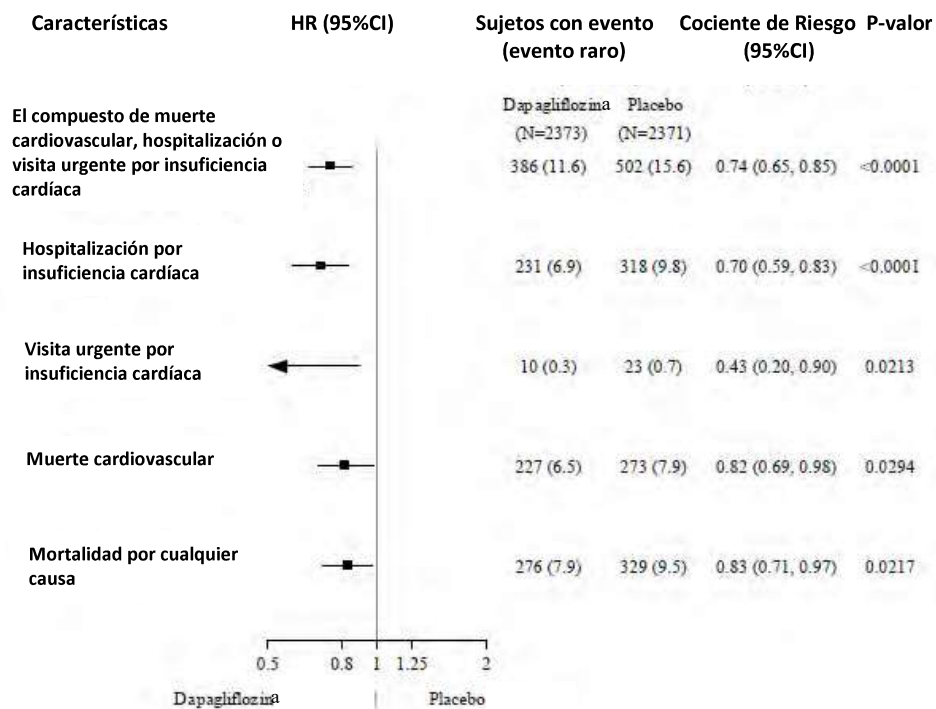 Características HR (95%CI) Sujetos con evento (evento raro) Cociente de Riesgo (95%CI) P-valor
Dapagliflozina Placebo
(N=2373) (N=2371)
El compuesto de muerte
cardiovascular, hospitalización o
visita urgente por insuficiencia
cardíaca
386 (11.6) 502 (15.6) 0.74 (0.65, 0.85) <0.0001
Hospitalización por
insuficiencia cardíaca
231 (6.9) 318 (9.8) 0.70 (0.59, 0.83) <0.0001
Visita urgente por
insuficiencia cardíaca
10 (0.3) 23 (0.7) 0.43 (0.20, 0.90) 0.0213
Muerte cardiovascular 227 (6.5) 273 (7.9) 0.82 (0.69, 0.98) 0.0294
Mortalidad por cualquier
causa
276 (7.9) 329 (9.5) 0.83 (0.71, 0.97) 0.0217
0.5 0.8 1 1.25 2
Dapagliflozina Placebo